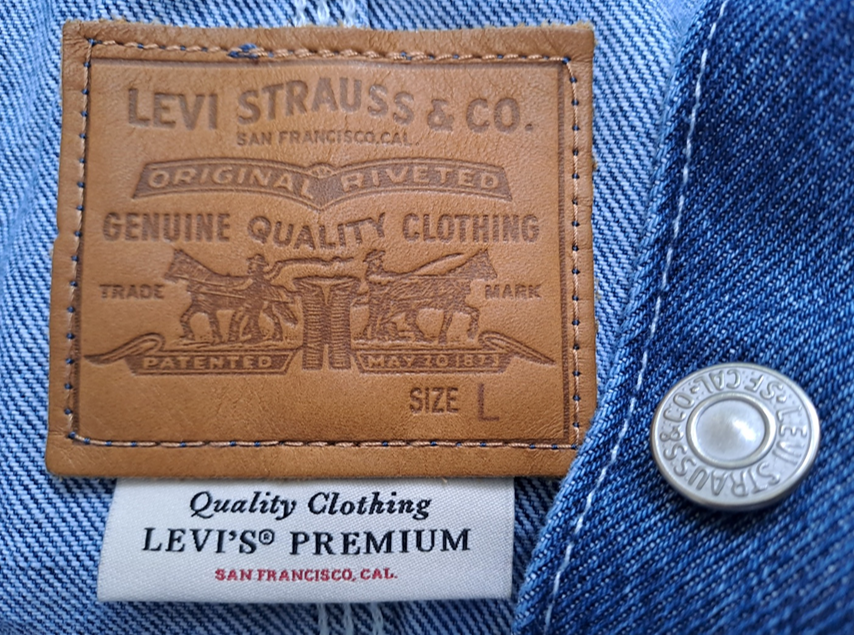 LEVI STRAUSS & CO.
SAN FRANCISCO,CAL.
ORIGINAL RIVETED
GENUINE QUALITY CLOTHING
TRADE MARK
PATENTED MAY 20 1873
SIZE L
Quality Clothing
LEVI'S® PREMIUM
SAN FRANCISCO, CAL.
LEVI STRAUSS & CO. S.F. CAL.